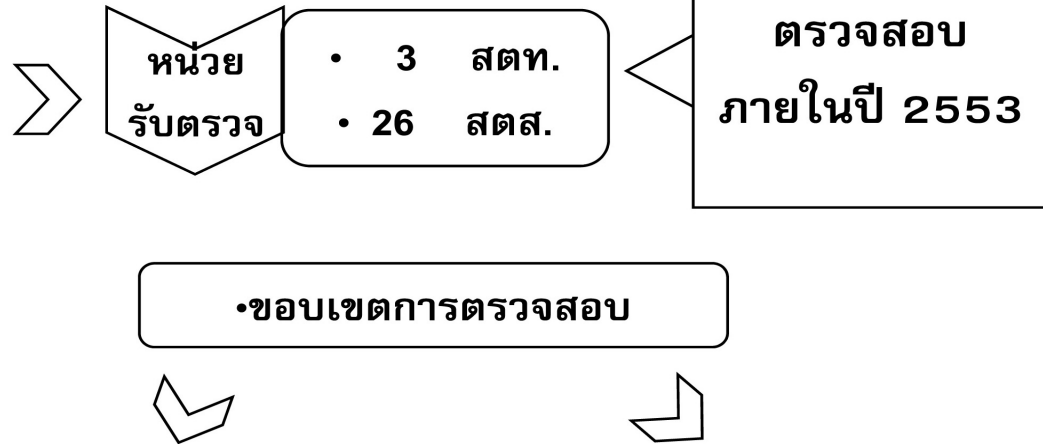 หน่วย
รับตรวจ
• 3 สตท.
• 26 สตส.
ตรวจสอบ
ภายในปี 2553
•ขอบเขตการตรวจสอบ